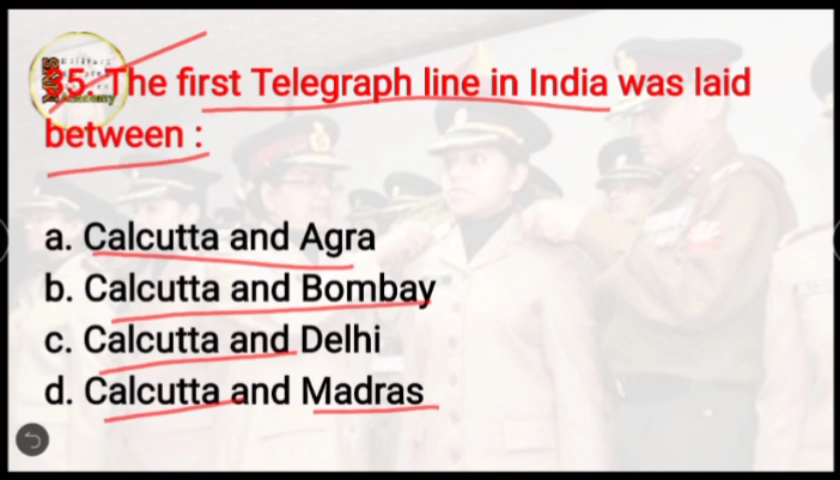 35. The first Telegraph line in India was laid
between :
a. Calcutta and Agra
b. Calcutta and Bombay
c. Calcutta and Delhi
d. Calcutta and Madras